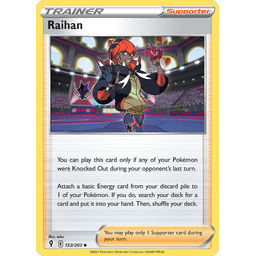 TRAINER Supporter
Raihan
You can play this card only if any of your Pokémon
were Knocked Out during your opponent's last turn.
Attach a basic Energy card from your discard pile to
1 of your Pokémon. If you do, search your deck for a
card and put it into your hand. Then, shuffle your deck.
You may play only 1 Supporter card during
your turn.
152/203